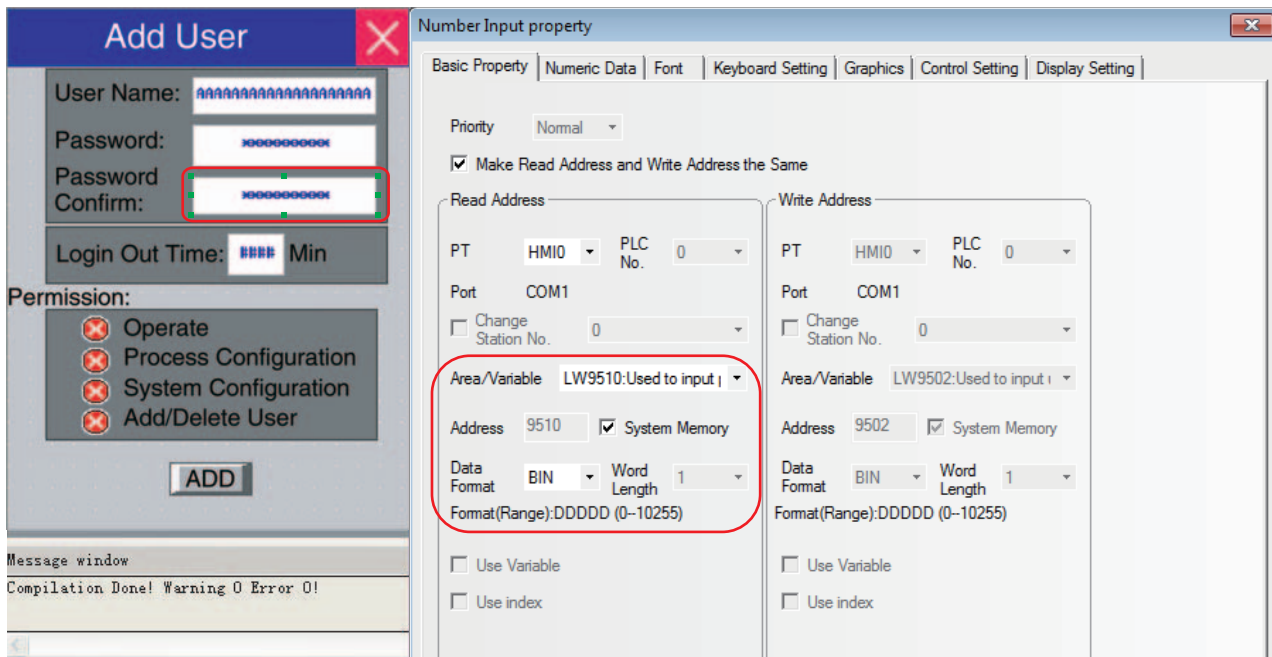 Add User
User Name: AAAAAAAAAAAAAAAAAAAA
Password: **********
Password
Confirm: **********
Login Out Time: #### Min
Permission:
Operate
Process Configuration
System Configuration
Add/Delete User
ADD
Message window
Compilation Done! Warning 0 Error 0!
Number Input property
Basic Property Numeric Data Font Keyboard Setting Graphics Control Setting Display Setting
Priority Normal
Make Read Address and Write Address the Same
Read Address
PT HMI0 PLC No. 0
Port COM1
Change Station No. 0
Area/Variable LW9510:Used to input
Address 9510 System Memory
Data Format BIN Word Length 1
Format(Range):DDDDD (0--10255)
Use Variable
Use index
Write Address
PT HMI0 PLC No. 0
Port COM1
Change Station No. 0
Area/Variable LW9502:Used to input
Address 9502 System Memory
Data Format BIN Word Length 1
Format(Range):DDDDD (0--10255)
Use Variable
Use index